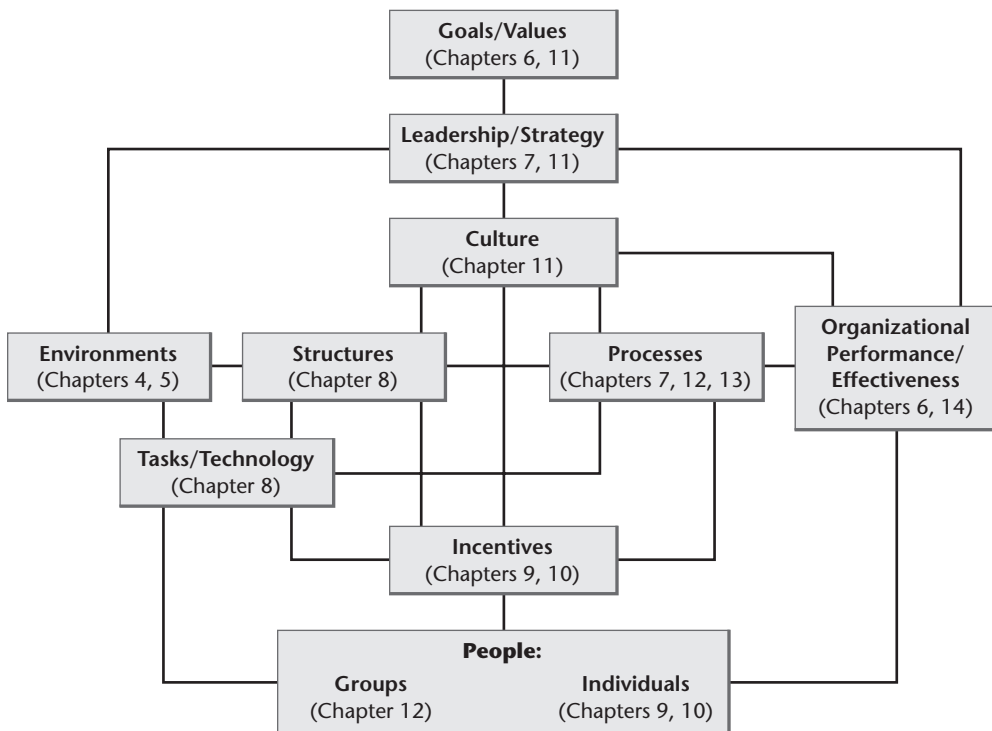 Goals/Values
(Chapters 6, 11)
Leadership/Strategy
(Chapters 7, 11)
Culture
(Chapter 11)
Environments
(Chapters 4, 5)
Structures
(Chapter 8)
Processes
(Chapters 7, 12, 13)
Organizational
Performance/
Effectiveness
(Chapters 6, 14)
Tasks/Technology
(Chapter 8)
Incentives
(Chapters 9, 10)
People:
Groups
(Chapter 12)
Individuals
(Chapters 9, 10)